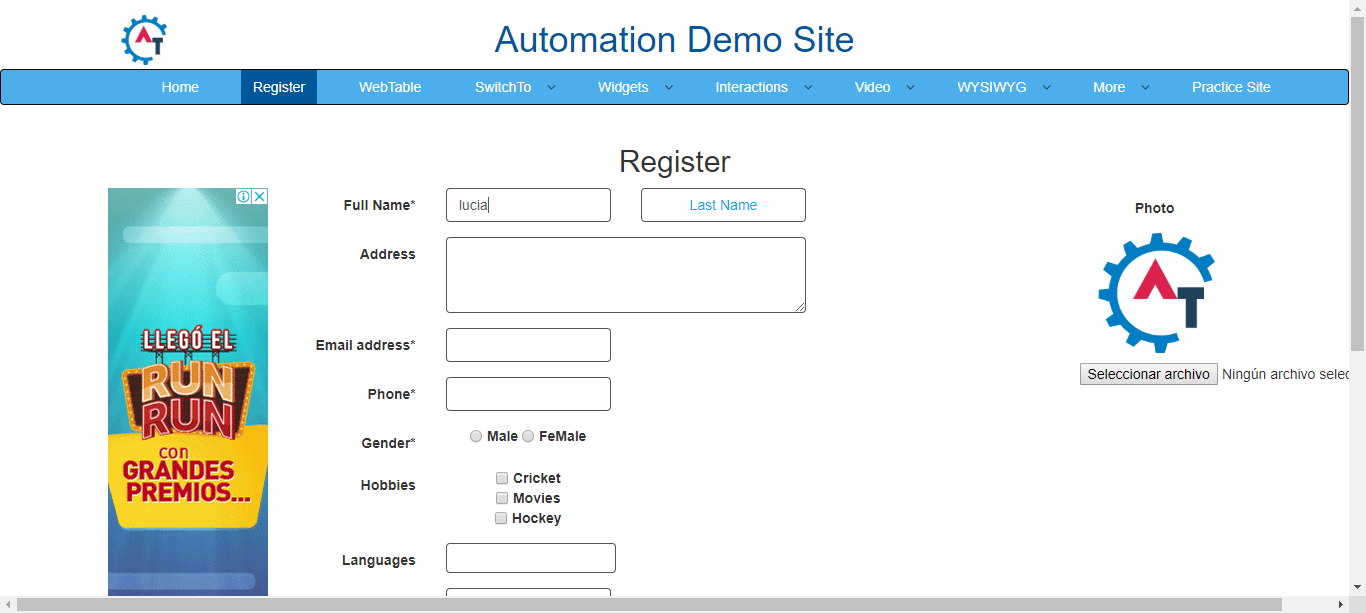 AT
Automation Demo Site
Home Register WebTable SwitchTo Widgets Interactions Video WYSIWYG More Practice Site
Register
Full Name* lucia Last Name
Address
Email address*
Phone*
Gender* Male FeMale
Hobbies Cricket
Movies
Hockey
Languages
LLEGÓ EL
RUN
RUN
con
GRANDES
PREMIOS...
Photo
AT
Seleccionar archivo Ningún archivo selec